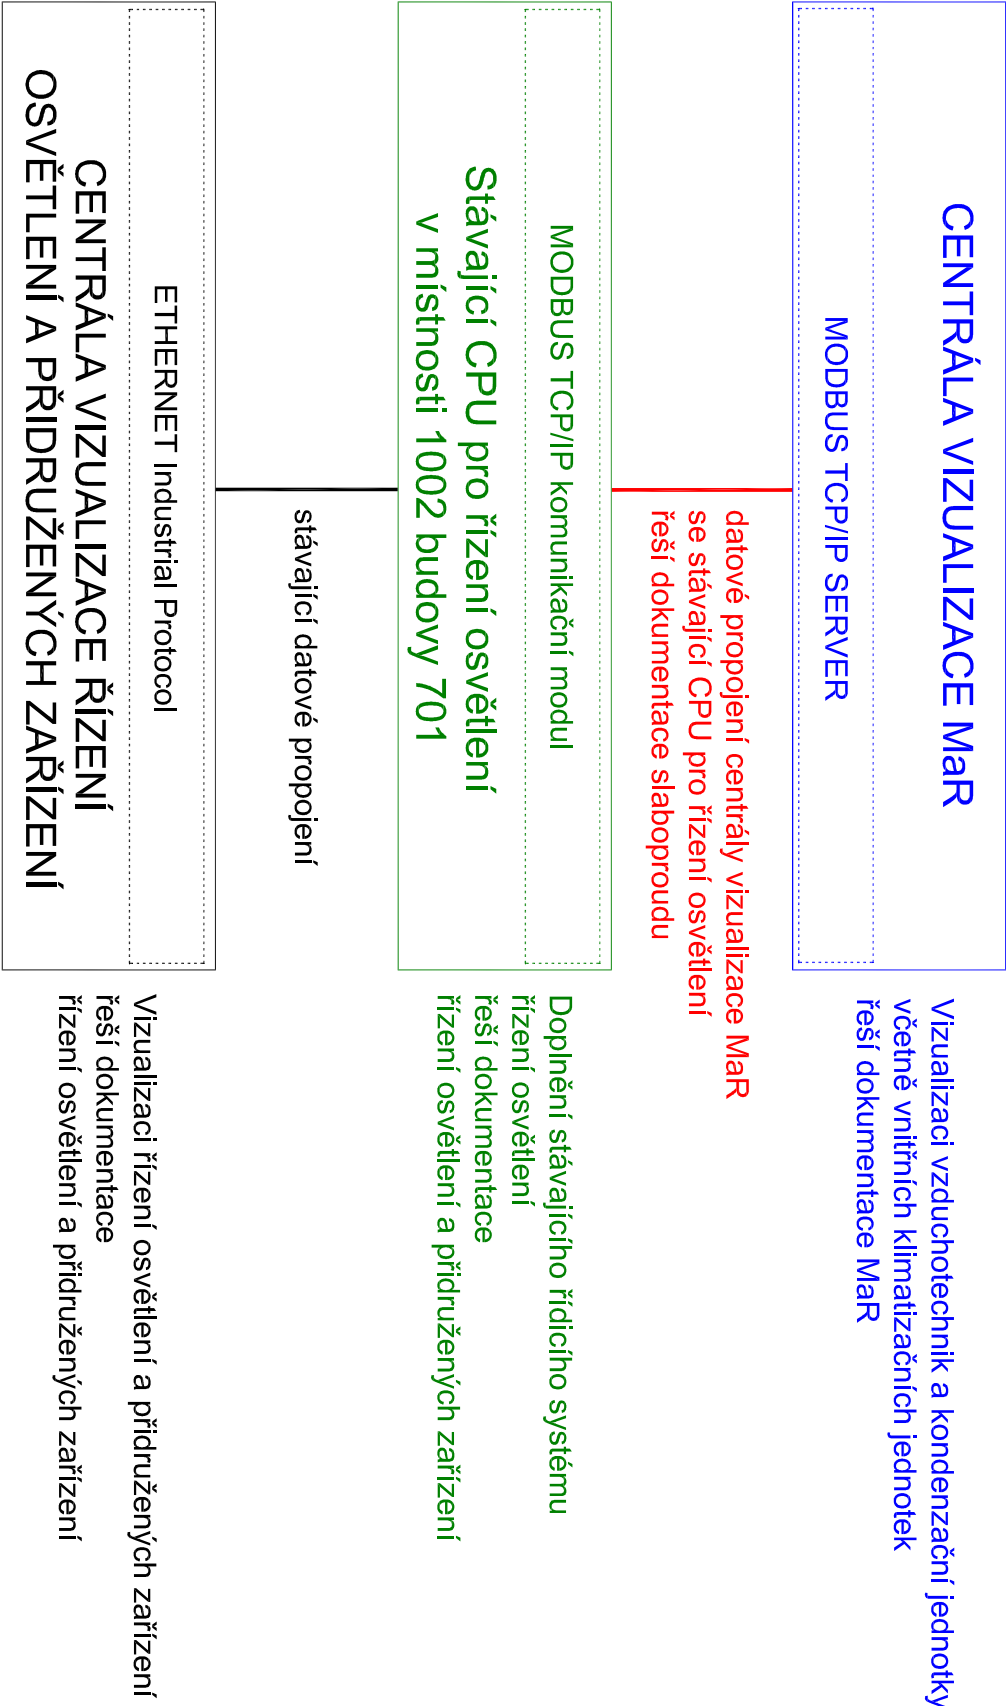 CENTRÁLA VIZUALIZACE MaR
MODBUS TCP/IP SERVER
Vizualizaci vzduchotechnik a kondenzační jednotky
včetně vnitřních klimatizačních jednotek
řeší dokumentace MaR
datové propojení centrály vizualizace MaR
se stávající CPU pro řízení osvětlení
řeší dokumentace slaboproudu
MODBUS TCP/IP komunikační modul
Stávající CPU pro řízení osvětlení
v místnosti 1002 budovy 701
Doplnění stávajícího řídicího systému
řízení osvětlení
řeší dokumentace
řízení osvětlení a přidružených zařízení
stávající datové propojení
ETHERNET Industrial Protocol
CENTRÁLA VIZUALIZACE ŘÍZENÍ
OSVĚTLENÍ A PŘIDRUŽENÝCH ZAŘÍZENÍ
Vizualizaci řízení osvětlení a přidružených zařízení
řeší dokumentace
řízení osvětlení a přidružených zařízení